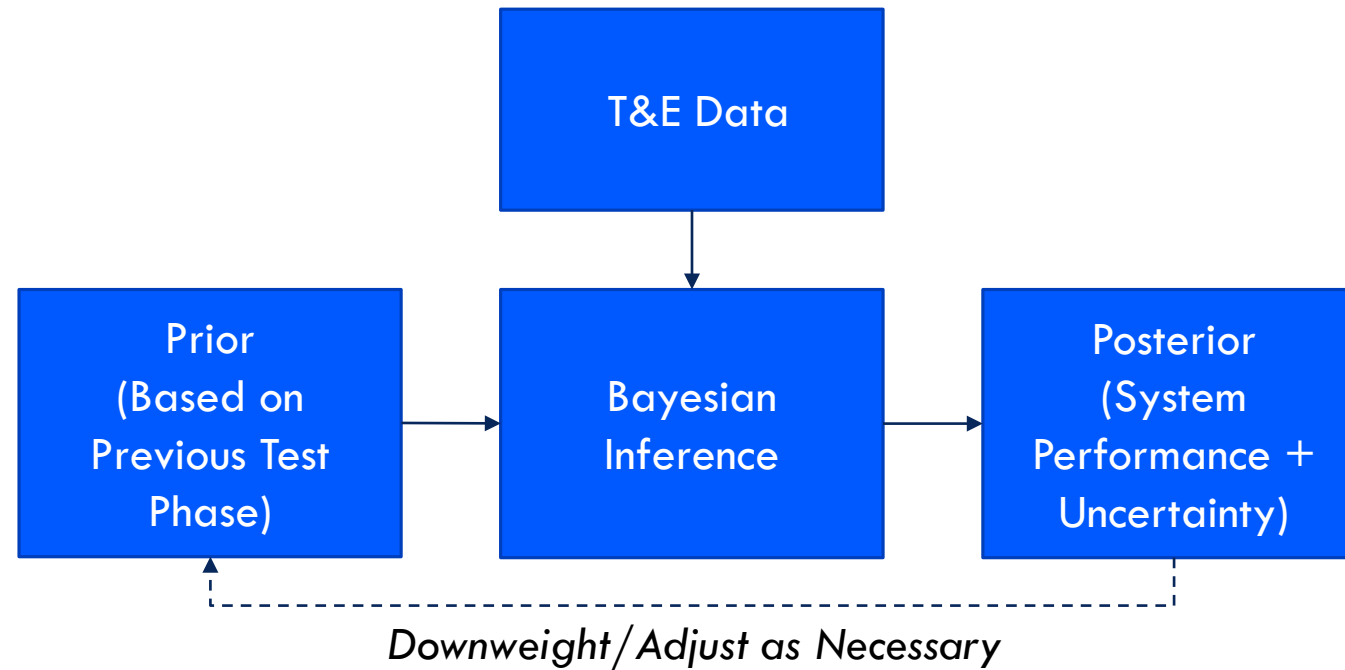 T&E Data
Prior
(Based on
Previous Test
Phase)
Bayesian
Inference
Posterior
(System
Performance +
Uncertainty)
Downweight/Adjust as Necessary